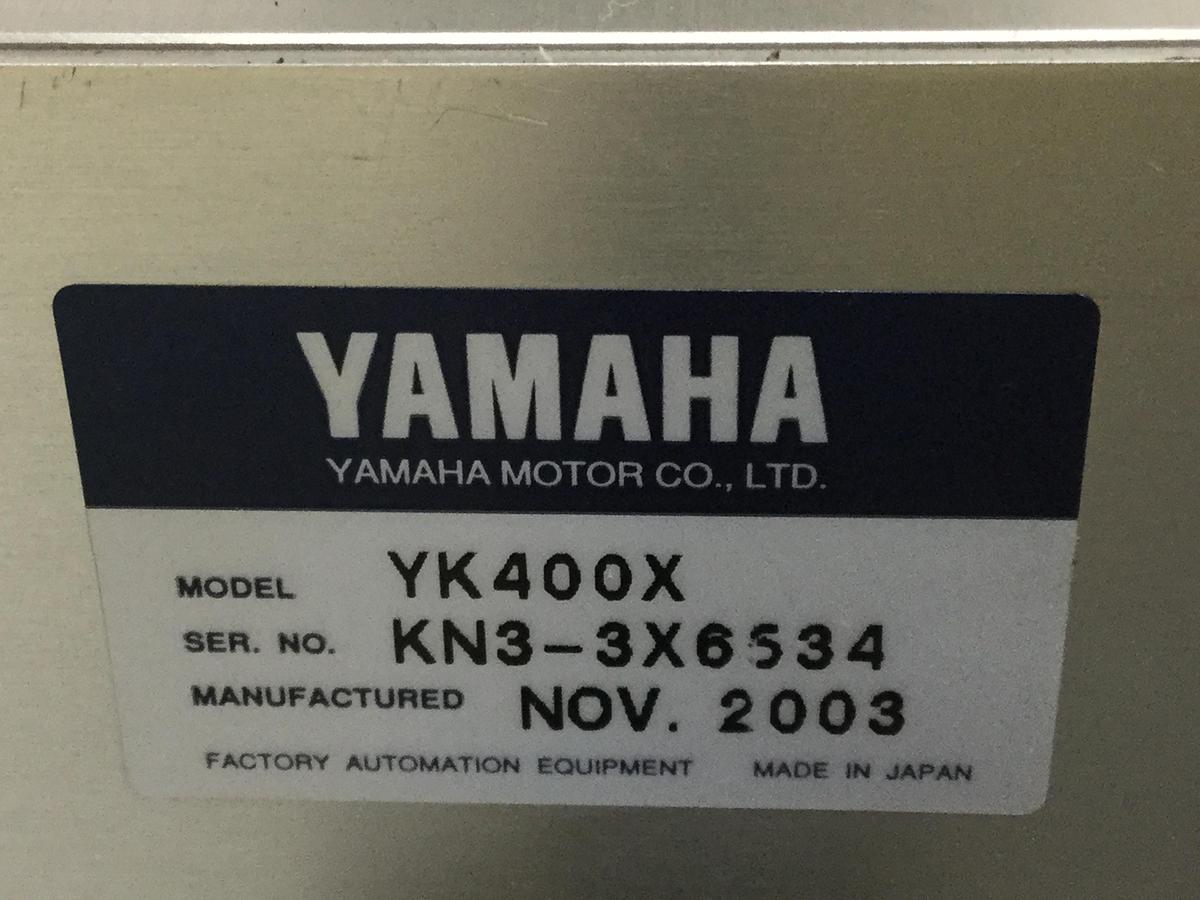 YAMAHA
YAMAHA MOTOR CO., LTD.
MODEL YK400X
SER. NO. KN3-3X6534
MANUFACTURED NOV. 2003
FACTORY AUTOMATION EQUIPMENT MADE IN JAPAN